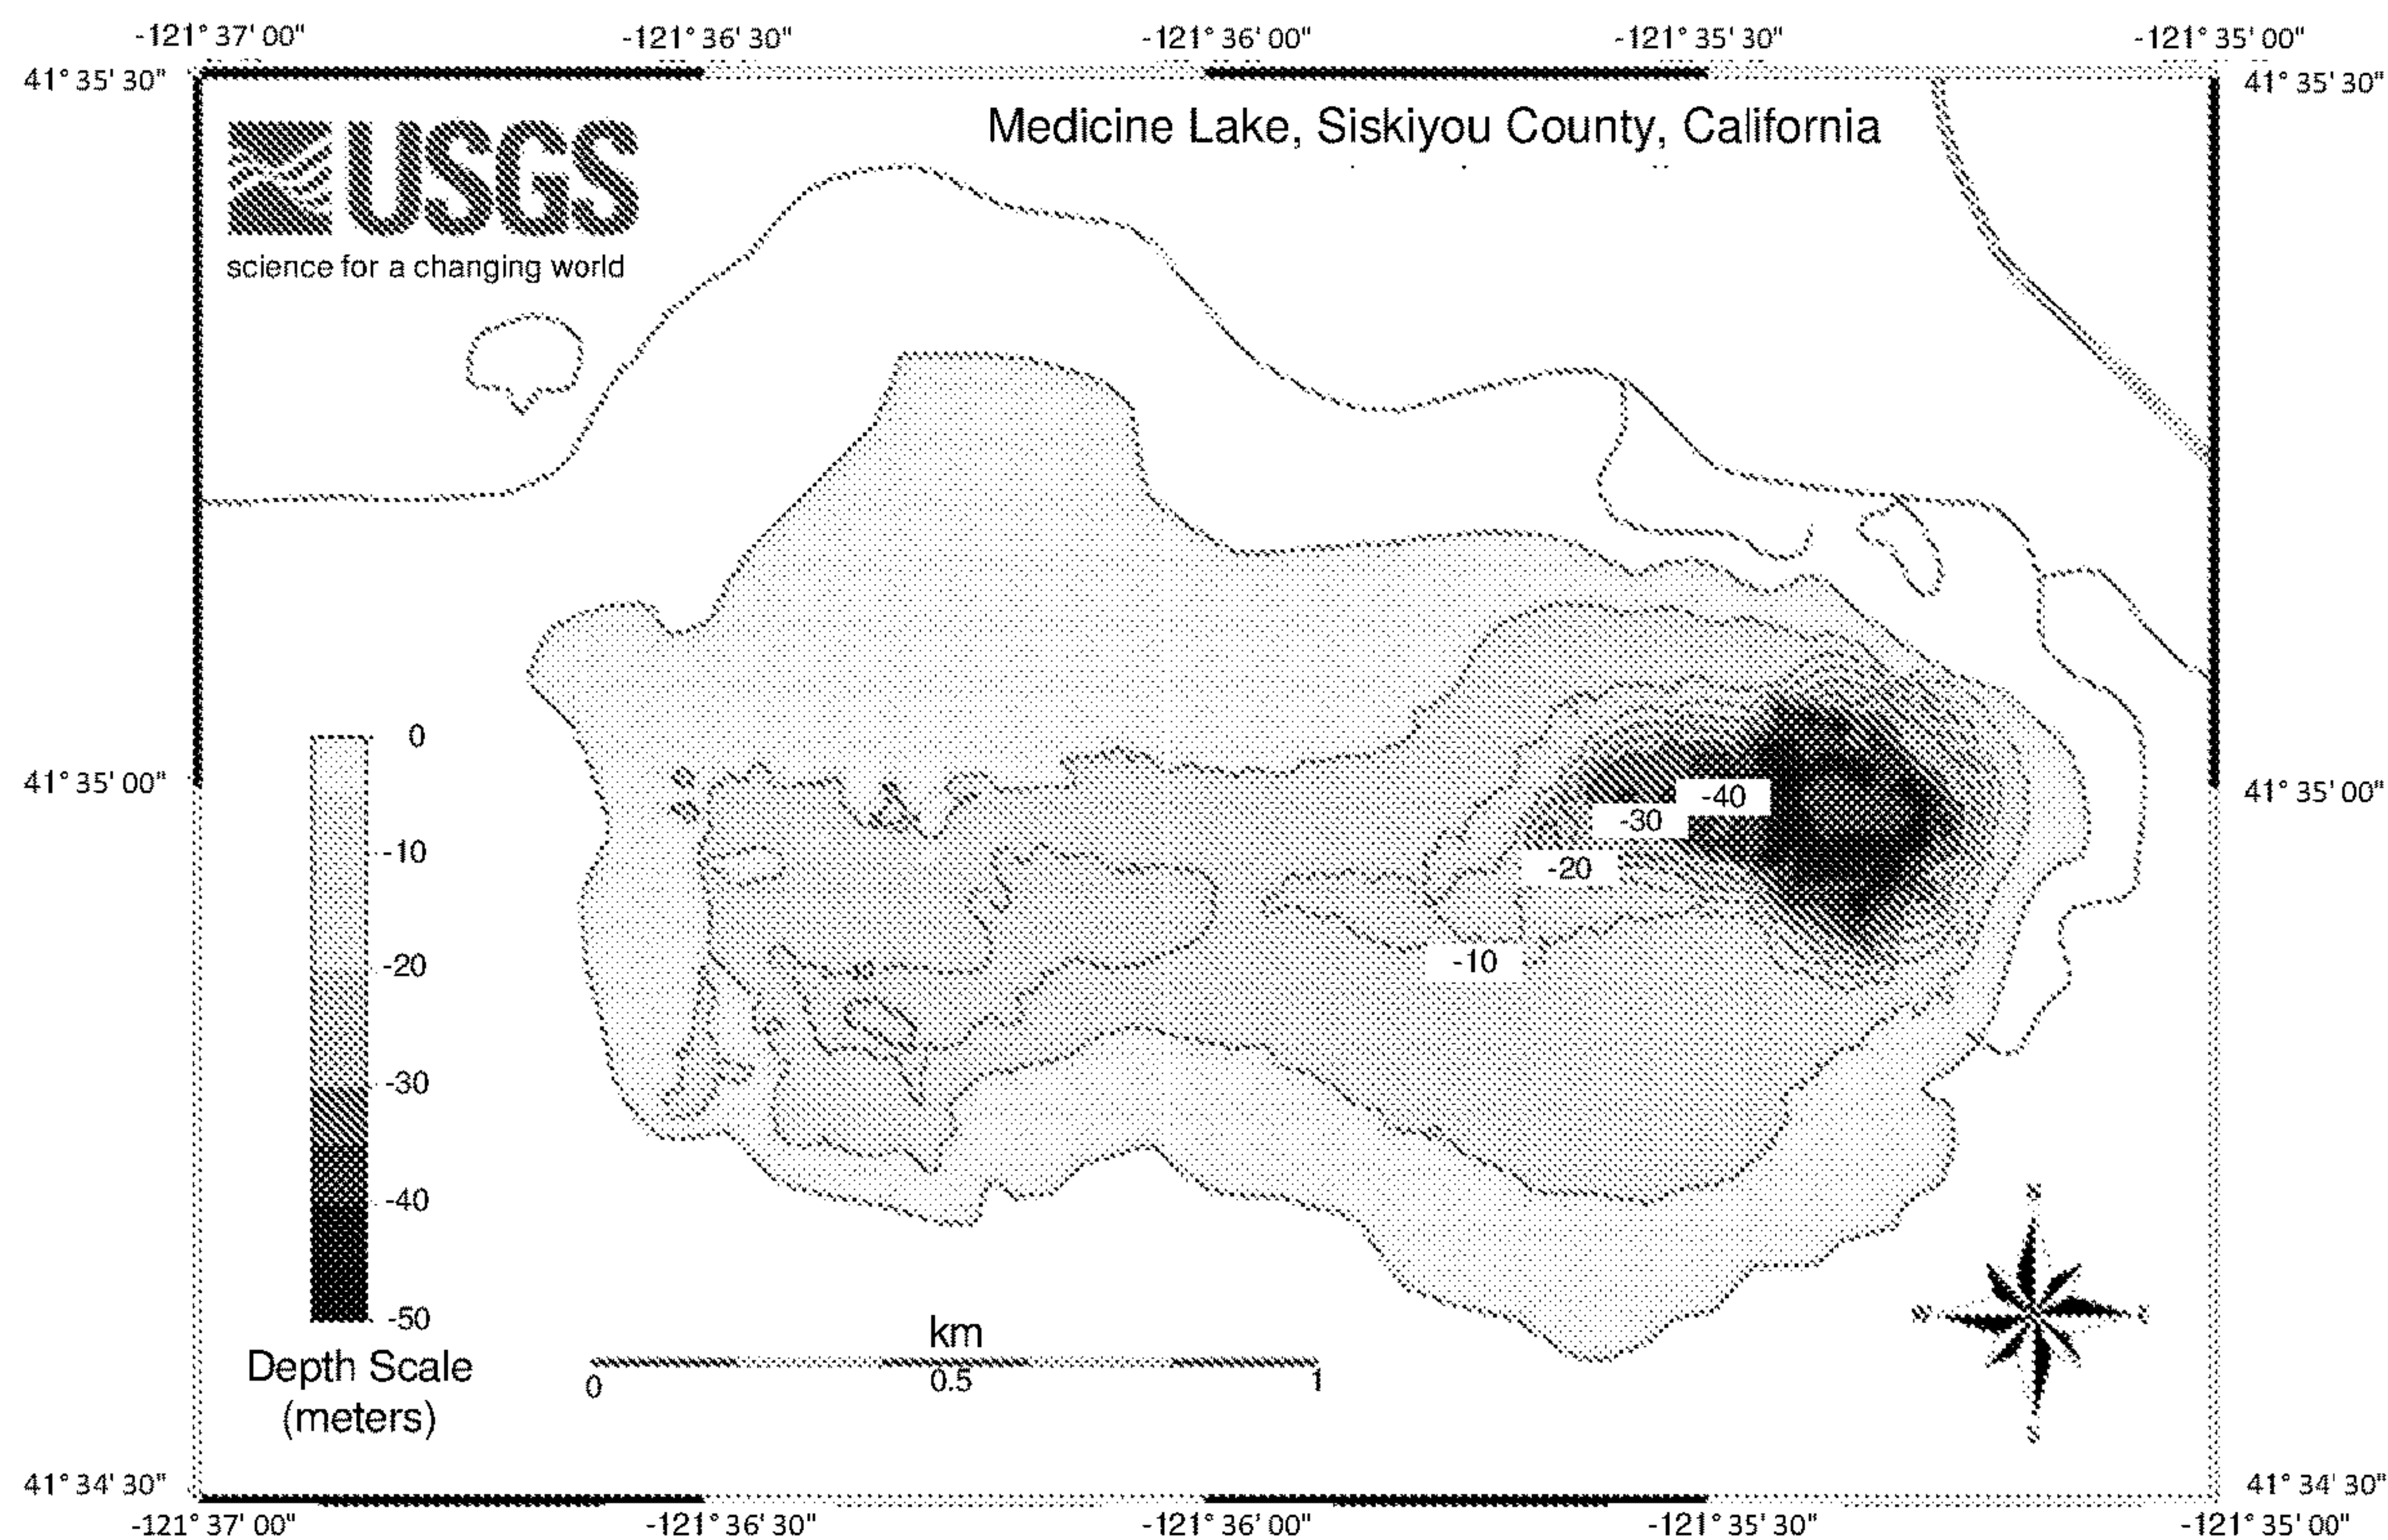 -121° 37' 00"
-121° 36' 30"
-121° 36' 00"
-121° 35' 30"
-121° 35' 00"
41° 35' 30"
41° 35' 30"
USGS
science for a changing world
Medicine Lake, Siskiyou County, California
0
-10
-20
-30
-40
-50
Depth Scale
(meters)
41° 35' 00"
41° 35' 00"
-40
-30
-20
-10
km
0
0.5
1
41° 34' 30"
41° 34' 30"
-121° 37' 00"
-121° 36' 30"
-121° 36' 00"
-121° 35' 30"
-121° 35' 00"